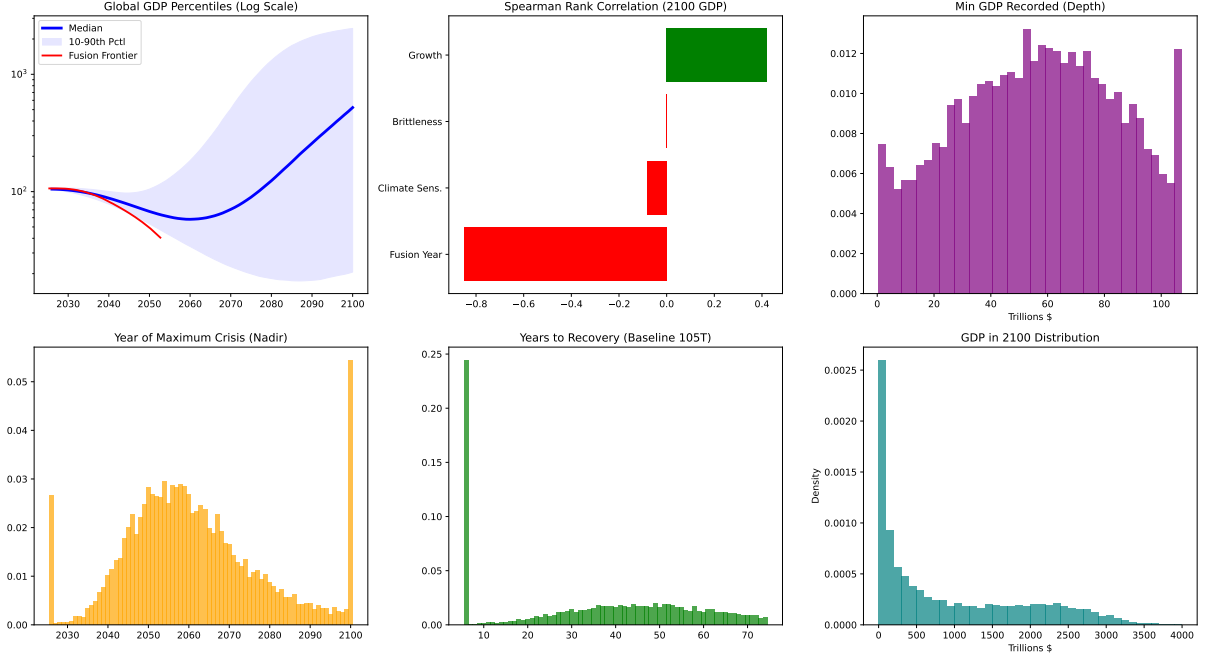 Global GDP Percentiles (Log Scale)
Median
10-90th Pctl
Fusion Frontier
10³
10²
2030 2040 2050 2060 2070 2080 2090 2100
Spearman Rank Correlation (2100 GDP)
Growth
Brittleness
Climate Sens.
Fusion Year
−0.8 −0.6 −0.4 −0.2 0.0 0.2 0.4
Min GDP Recorded (Depth)
0.012
0.010
0.008
0.006
0.004
0.002
0.000
0 20 40 60 80 100
Trillions $
Year of Maximum Crisis (Nadir)
0.05
0.04
0.03
0.02
0.01
0.00
2030 2040 2050 2060 2070 2080 2090 2100
Years to Recovery (Baseline 105T)
0.25
0.20
0.15
0.10
0.05
0.00
10 20 30 40 50 60 70
GDP in 2100 Distribution
Density
0.0025
0.0020
0.0015
0.0010
0.0005
0.0000
0 500 1000 1500 2000 2500 3000 3500 4000
Trillions $